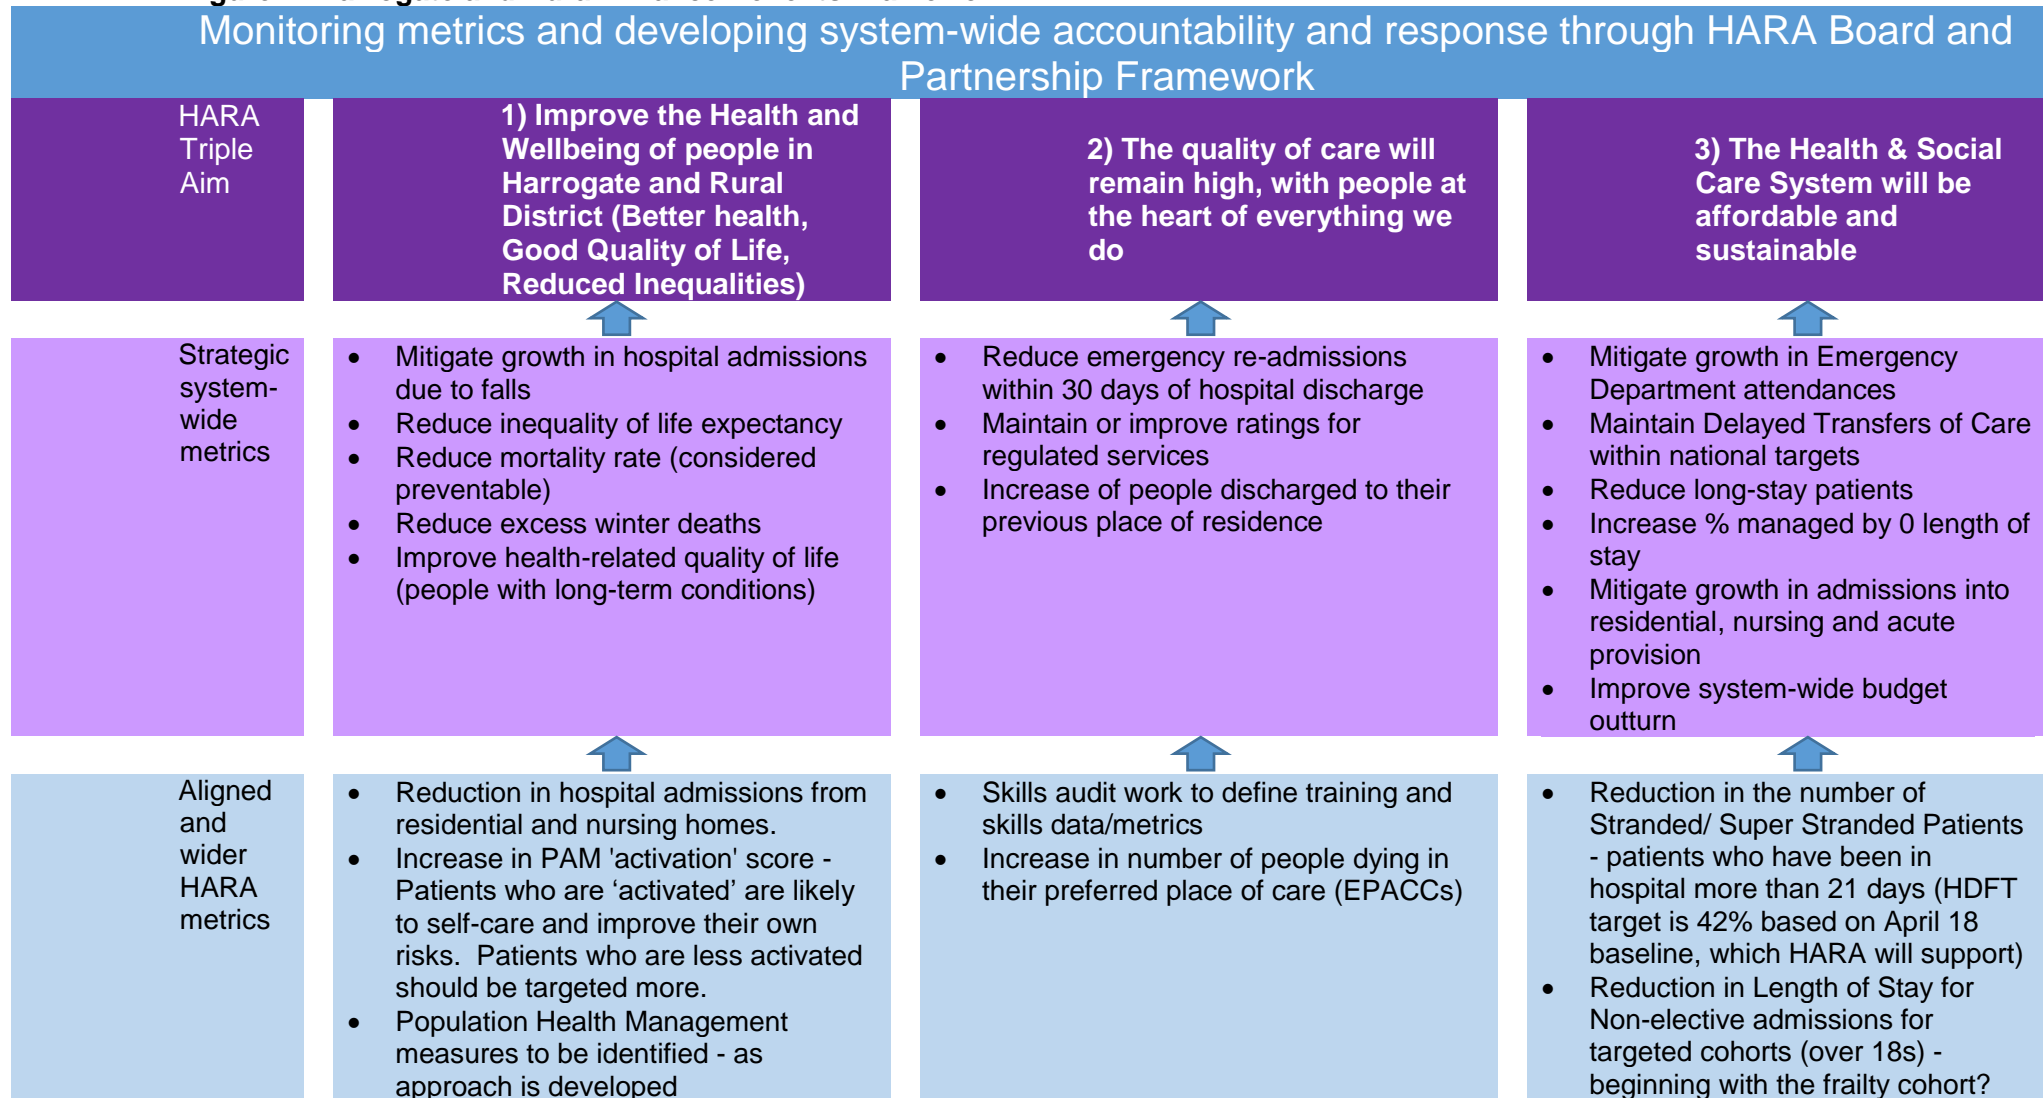 Monitoring metrics and developing system-wide accountability and response through HARA Board and
Partnership Framework
HARA
Triple
Aim
1) Improve the Health and
Wellbeing of people in
Harrogate and Rural
District (Better health,
Good Quality of Life,
Reduced Inequalities)
2) The quality of care will
remain high, with people at
the heart of everything we
do
3) The Health & Social
Care System will be
affordable and
sustainable
Strategic
system-
wide
metrics
• Mitigate growth in hospital admissions
due to falls
• Reduce inequality of life expectancy
• Reduce mortality rate (considered
preventable)
• Reduce excess winter deaths
• Improve health-related quality of life
(people with long-term conditions)
• Reduce emergency re-admissions
within 30 days of hospital discharge
• Maintain or improve ratings for
regulated services
• Increase of people discharged to their
previous place of residence
• Mitigate growth in Emergency
Department attendances
• Maintain Delayed Transfers of Care
within national targets
• Reduce long-stay patients
• Increase % managed by 0 length of
stay
• Mitigate growth in admissions into
residential, nursing and acute
provision
• Improve system-wide budget
outturn
Aligned
and
wider
HARA
metrics
• Reduction in hospital admissions from
residential and nursing homes.
• Increase in PAM 'activation' score -
Patients who are ‘activated’ are likely
to self-care and improve their own
risks.  Patients who are less activated
should be targeted more.
• Population Health Management
measures to be identified - as
approach is developed
• Skills audit work to define training and
skills data/metrics
• Increase in number of people dying in
their preferred place of care (EPACCs)
• Reduction in the number of
Stranded/ Super Stranded Patients
- patients who have been in
hospital more than 21 days (HDFT
target is 42% based on April 18
baseline, which HARA will support)
• Reduction in Length of Stay for
Non-elective admissions for
targeted cohorts (over 18s) -
beginning with the frailty cohort?